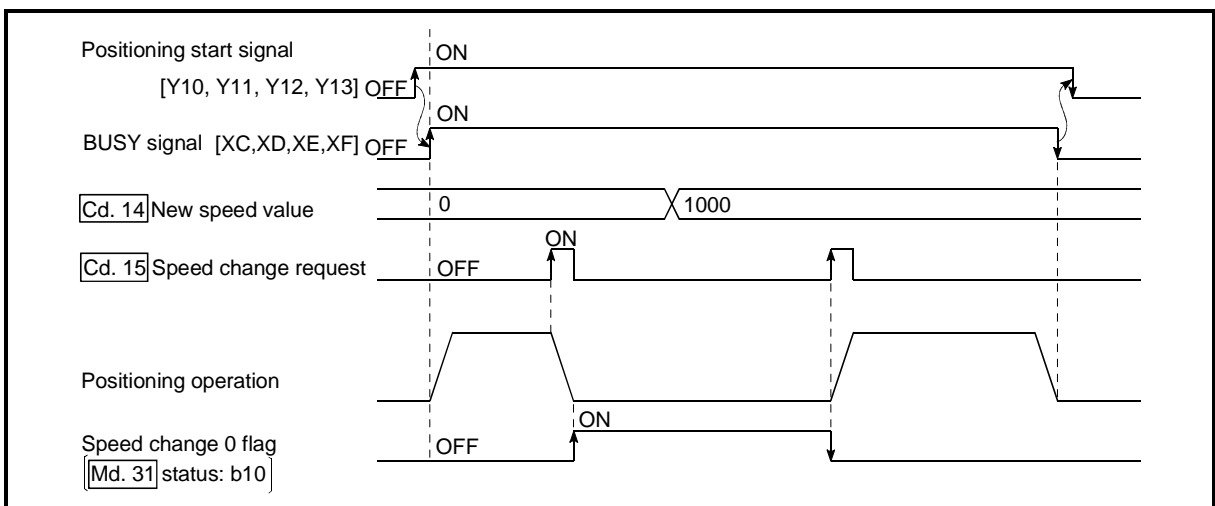 Positioning start signal
ON
[Y10, Y11, Y12, Y13] OFF
ON
BUSY signal [XC,XD,XE,XF] OFF
Cd. 14 New speed value
0
1000
ON
Cd. 15 Speed change request
OFF
Positioning operation
ON
Speed change 0 flag
OFF
Md. 31 status: b10